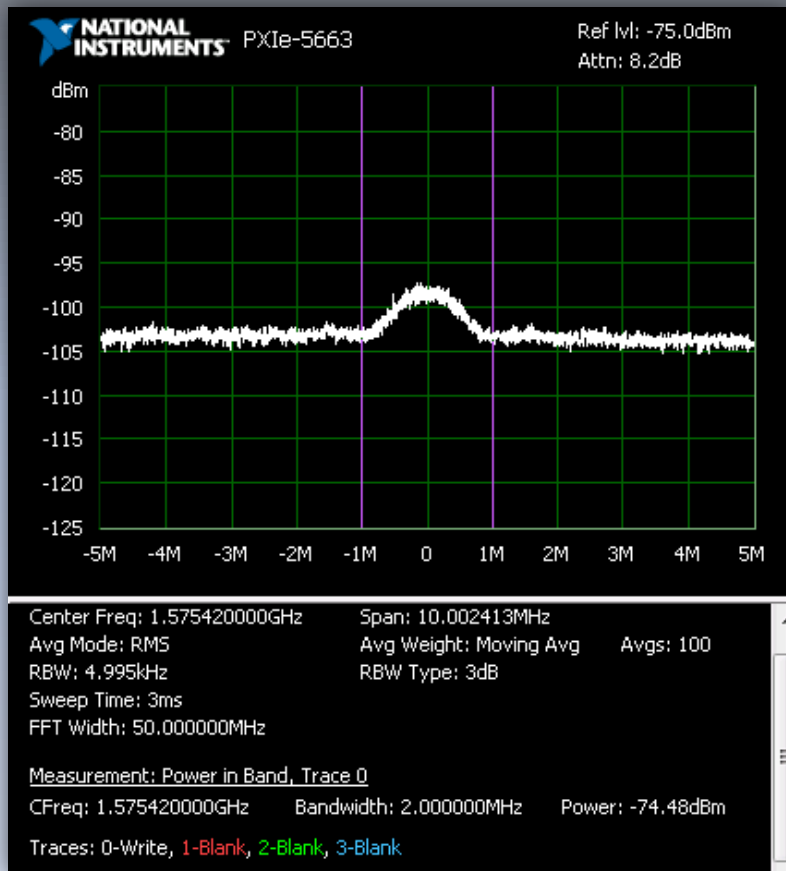 NATIONAL
INSTRUMENTS PXIe-5663
Ref lvl: -75.0dBm
Attn: 8.2dB
dBm
-80
-85
-90
-95
-100
-105
-110
-115
-120
-125
-5M -4M -3M -2M -1M 0 1M 2M 3M 4M 5M
Center Freq: 1.575420000GHz Span: 10.002413MHz
Avg Mode: RMS Avg Weight: Moving Avg Avgs: 100
RBW: 4.995kHz RBW Type: 3dB
Sweep Time: 3ms
FFT Width: 50.000000MHz
Measurement: Power in Band, Trace 0
CFreq: 1.575420000GHz Bandwidth: 2.000000MHz Power: -74.48dBm
Traces: 0-Write, 1-Blank, 2-Blank, 3-Blank